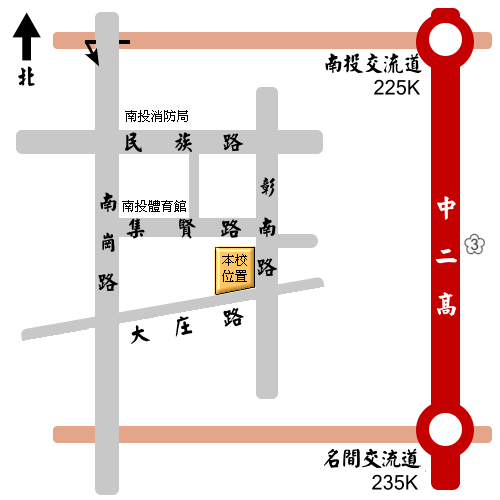 北
南投交流道
225K
南投消防局
民族路
南投體育館
集賢路
南崗路
彰南路
本校
位置
大庄路
中二高
3
名間交流道
235K